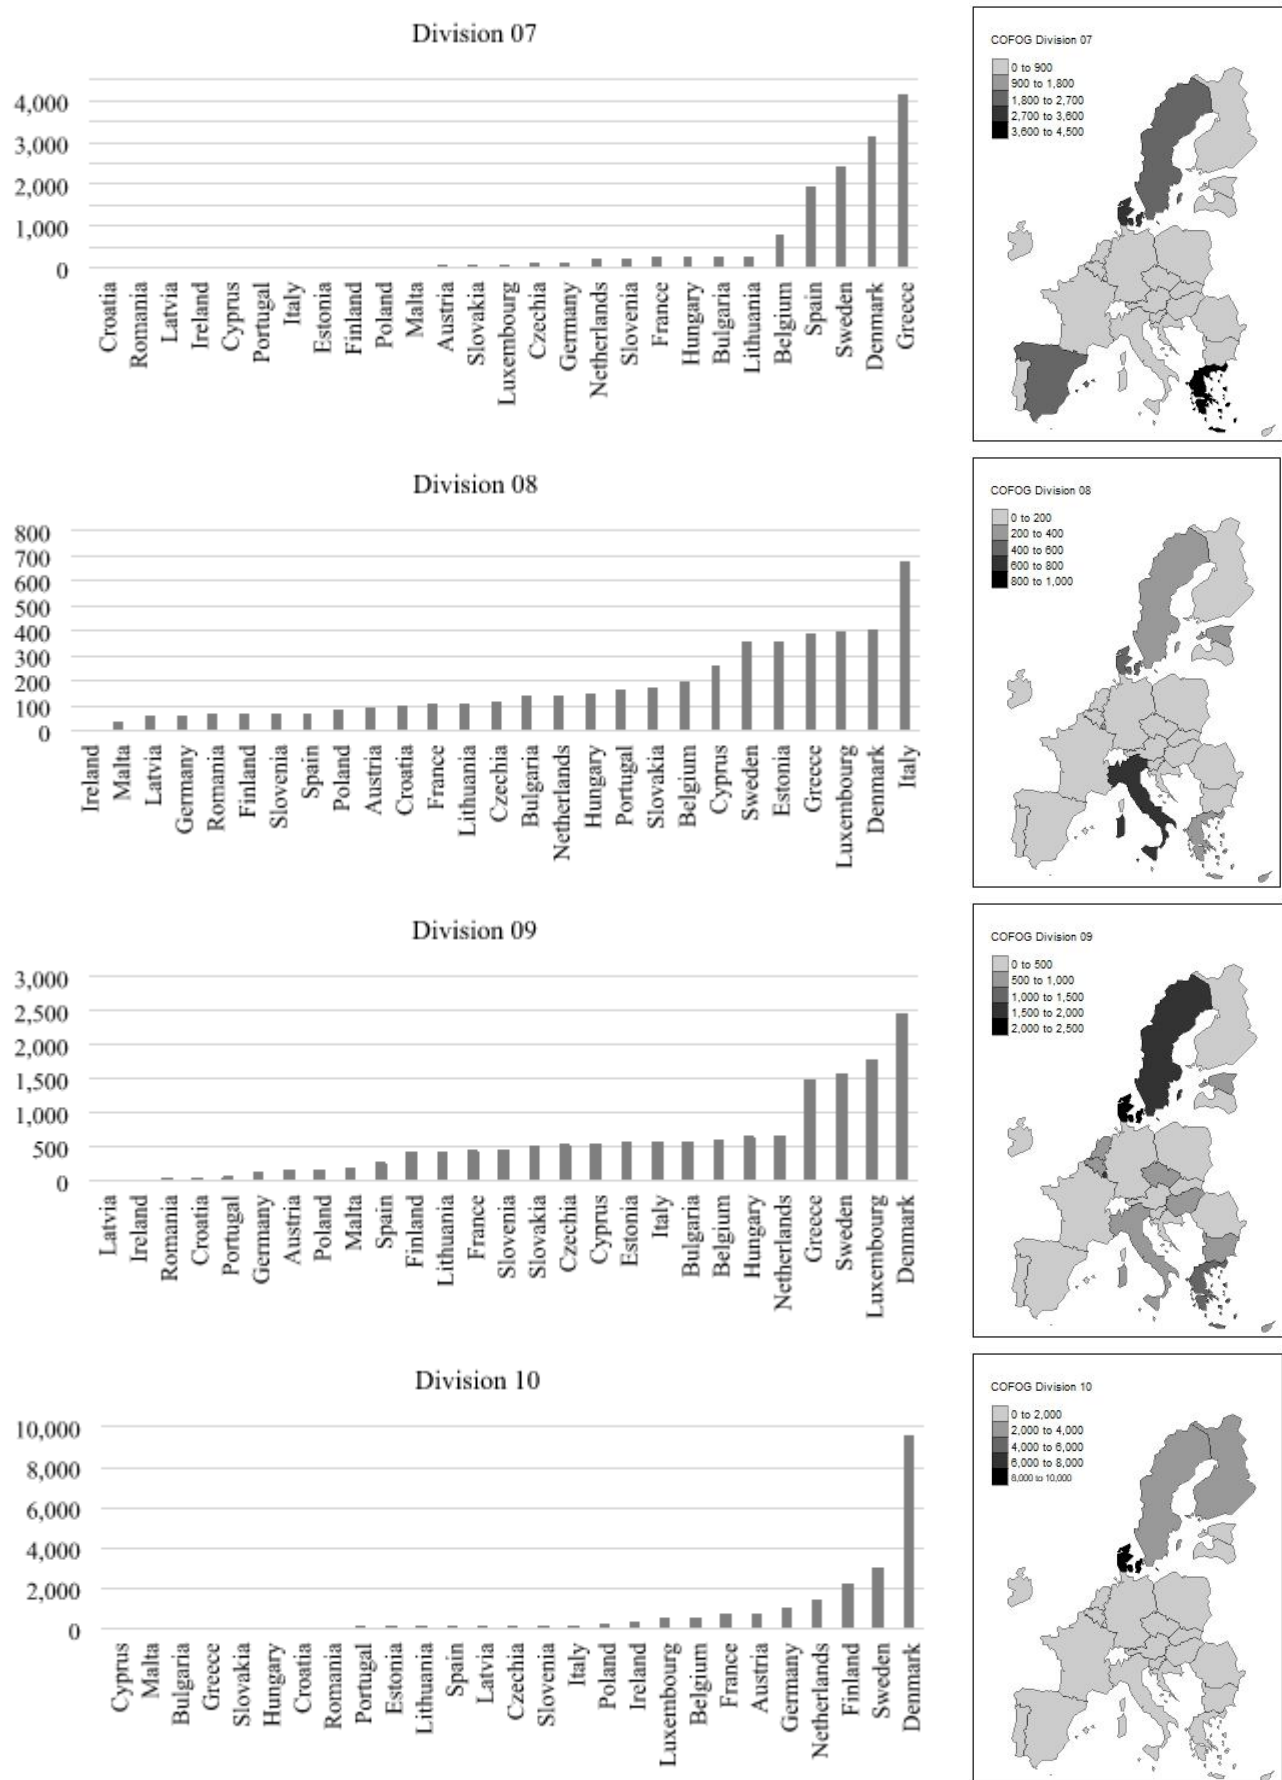 Division 07
4,000
3,000
2,000
1,000
0
Croatia
Romania
Latvia
Ireland
Cyprus
Portugal
Italy
Estonia
Finland
Poland
Malta
Austria
Slovakia
Luxembourg
Czechia
Germany
Netherlands
Slovenia
France
Hungary
Bulgaria
Lithuania
Belgium
Spain
Sweden
Denmark
Greece
COFOG Division 07
0 to 900
900 to 1,800
1,800 to 2,700
2,700 to 3,600
3,600 to 4,500
Division 08
800
700
600
500
400
300
200
100
0
Ireland
Malta
Latvia
Germany
Romania
Finland
Slovenia
Spain
Poland
Austria
Croatia
France
Lithuania
Czechia
Bulgaria
Netherlands
Hungary
Portugal
Slovakia
Belgium
Cyprus
Sweden
Estonia
Greece
Luxembourg
Denmark
Italy
COFOG Division 08
0 to 200
200 to 400
400 to 600
600 to 800
800 to 1,000
Division 09
3,000
2,500
2,000
1,500
1,000
500
0
Latvia
Ireland
Romania
Croatia
Portugal
Germany
Austria
Poland
Malta
Spain
Finland
Lithuania
France
Slovenia
Slovakia
Czechia
Cyprus
Estonia
Italy
Bulgaria
Belgium
Hungary
Netherlands
Greece
Sweden
Luxembourg
Denmark
COFOG Division 09
0 to 500
500 to 1,000
1,000 to 1,500
1,500 to 2,000
2,000 to 2,500
Division 10
10,000
8,000
6,000
4,000
2,000
0
Cyprus
Malta
Bulgaria
Greece
Slovakia
Hungary
Croatia
Romania
Portugal
Estonia
Lithuania
Spain
Latvia
Czechia
Slovenia
Italy
Poland
Ireland
Luxembourg
Belgium
France
Austria
Germany
Netherlands
Finland
Sweden
Denmark
COFOG Division 10
0 to 2,000
2,000 to 4,000
4,000 to 6,000
6,000 to 8,000
8,000 to 10,000